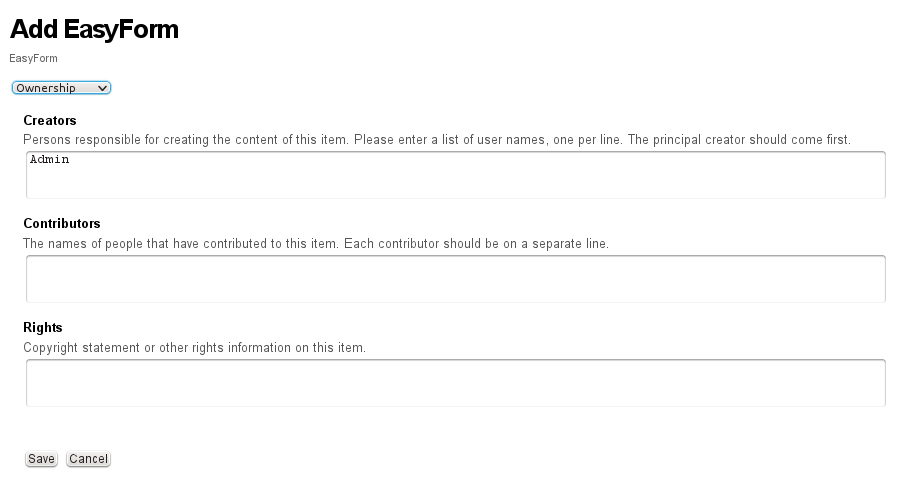 Add EasyForm
EasyForm
Ownership
Creators
Persons responsible for creating the content of this item. Please enter a list of user names, one per line. The principal creator should come first.
Admin
Contributors
The names of people that have contributed to this item. Each contributor should be on a separate line.
Rights
Copyright statement or other rights information on this item.
Save Cancel